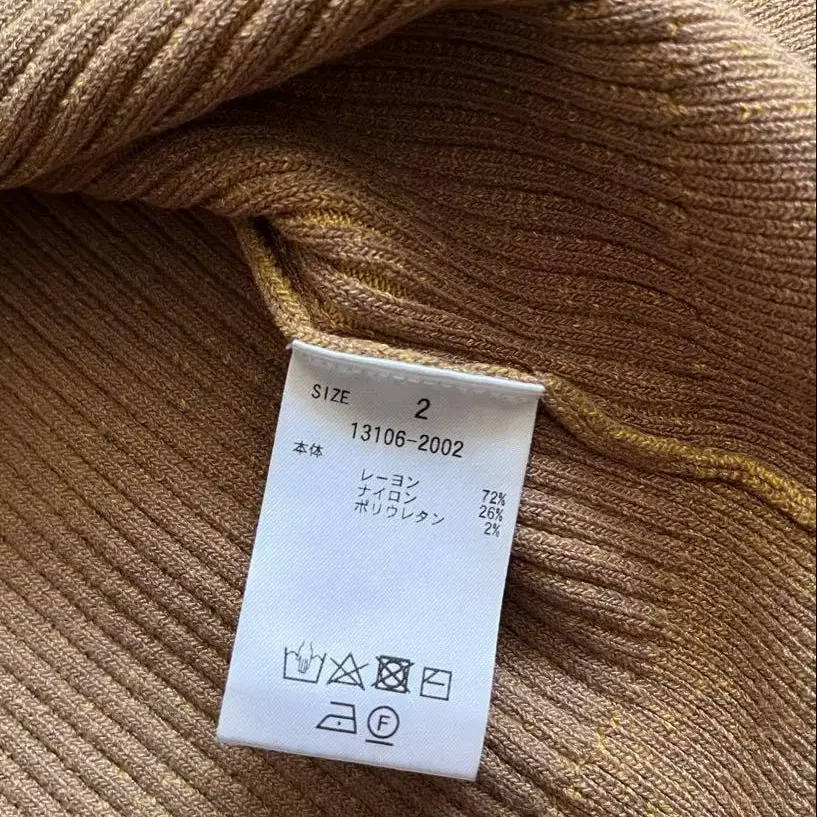 SIZE 2
13106-2002
本体
レーヨン 72%
ナイロン 26%
ポリウレタン 2%
F